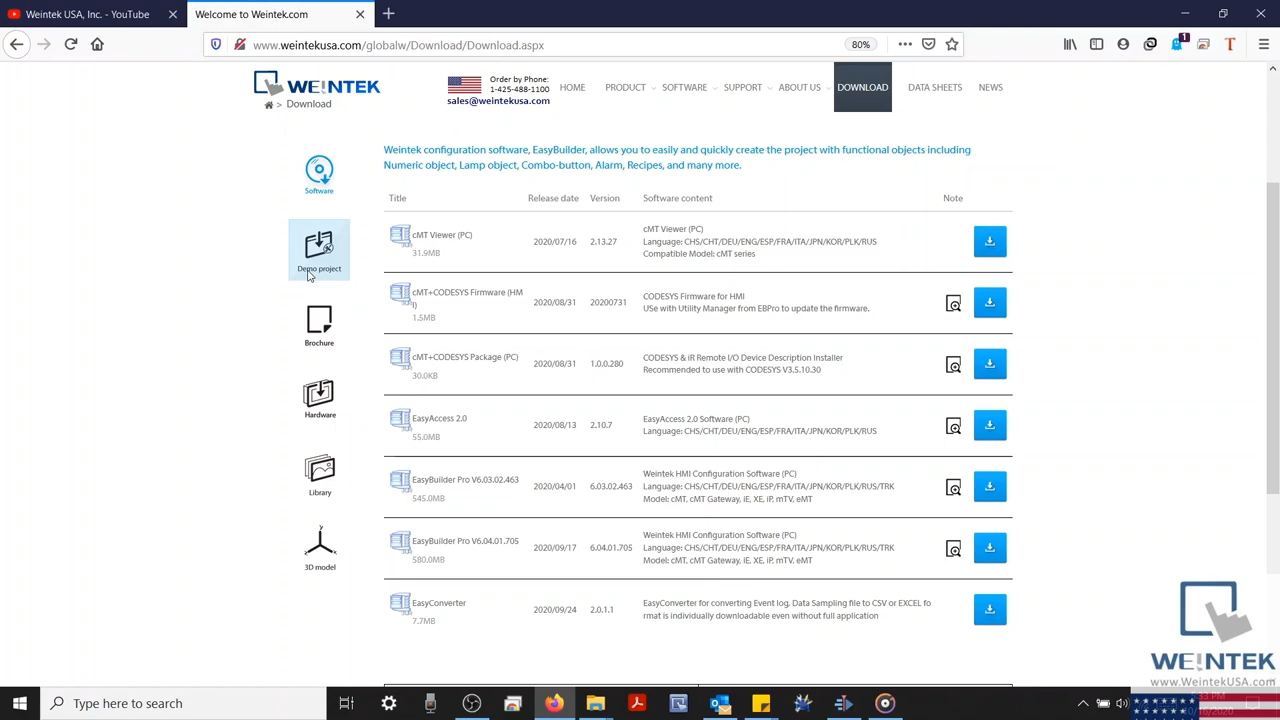 Weintek USA, Inc. - YouTube
Welcome to Weintek.com
www.weintekusa.com/globalw/Download/Download.aspx
80%
1
T
WE!NTEK
Order by Phone:
1-425-488-1100
sales@weintekusa.com
HOME
PRODUCT
SOFTWARE
SUPPORT
ABOUT US
DOWNLOAD
DATA SHEETS
NEWS
> Download
Weintek configuration software, EasyBuilder, allows you to easily and quickly create the project with functional objects including
Numeric object, Lamp object, Combo-button, Alarm, Recipes, and many more.
Software
Demo project
Brochure
Hardware
Library
3D model
Title Release date Version Software content Note
cMT Viewer (PC)
31.9MB
2020/07/16
2.13.27
cMT Viewer (PC)
Language: CHS/CHT/DEU/ENG/ESP/FRA/ITA/JPN/KOR/PLK/RUS
Compatible Model: cMT series
cMT+CODESYS Firmware (HM
I)
1.5MB
2020/08/31
20200731
CODESYS Firmware for HMI
USe with Utility Manager from EBPro to update the firmware.
cMT+CODESYS Package (PC)
30.0KB
2020/08/31
1.0.0.280
CODESYS & iR Remote I/O Device Description Installer
Recommended to use with CODESYS V3.5.10.30
EasyAccess 2.0
55.0MB
2020/08/13
2.10.7
EasyAccess 2.0 Software (PC)
Language: CHS/CHT/DEU/ENG/ESP/FRA/ITA/JPN/KOR/PLK/RUS
EasyBuilder Pro V6.03.02.463
545.0MB
2020/04/01
6.03.02.463
Weintek HMI Configuration Software (PC)
Language: CHS/CHT/DEU/ENG/ESP/FRA/ITA/JPN/KOR/PLK/RUS/TRK
Model: cMT, cMT Gateway, iE, XE, iP, mTV, eMT
EasyBuilder Pro V6.04.01.705
580.0MB
2020/09/17
6.04.01.705
Weintek HMI Configuration Software (PC)
Language: CHS/CHT/DEU/ENG/ESP/FRA/ITA/JPN/KOR/PLK/RUS/TRK
Model: cMT, cMT Gateway, iE, XE, iP, mTV, eMT
EasyConverter
7.7MB
2020/09/24
2.0.1.1
EasyConverter for converting Event log. Data Sampling file to CSV or EXCEL fo
rmat is individually downloadable even without full application
WE!NTEK
www.WeintekUSA.com
Type here to search